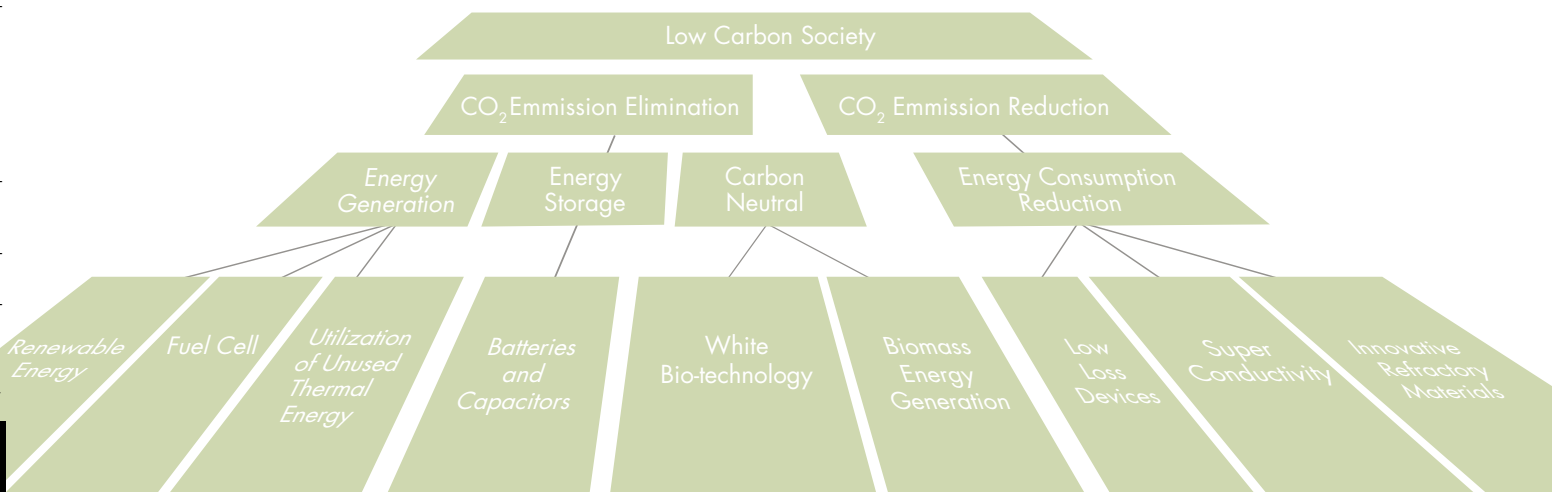 Low Carbon Society
CO₂ Emmission Elimination
CO₂ Emmission Reduction
Energy
Generation
Energy
Storage
Carbon
Neutral
Energy Consumption
Reduction
Renewable
Energy
Fuel Cell
Utilization
of Unused
Thermal
Energy
Batteries
and
Capacitors
White
Bio-technology
Biomass
Energy
Generation
Low
Loss
Devices
Super
Conductivity
Innovative
Refractory
Materials